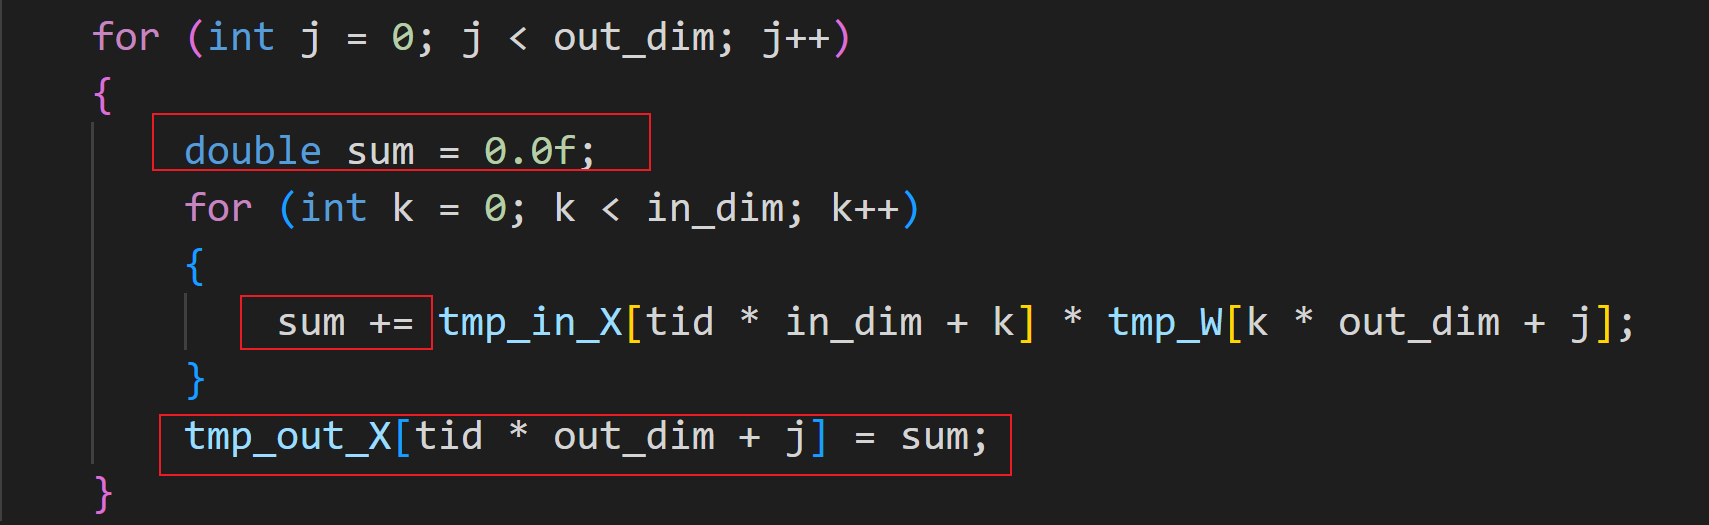 for (int j = 0; j < out_dim; j++)
{
double sum = 0.0f;
for (int k = 0; k < in_dim; k++)
{
sum += tmp_in_X[tid * in_dim + k] * tmp_W[k * out_dim + j];
}
tmp_out_X[tid * out_dim + j] = sum;
}